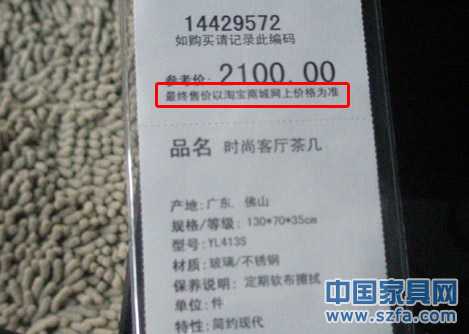 14429572
如购买请记录此编码
参考价: 2100.00
最终售价以淘宝商城网上价格为准
品名 时尚客厅茶几
产地:广东、佛山
规格/等级: 130*70*35cm
型号:YL413S
材质:玻璃/不锈钢
保养说明: 定期软布擦拭
单位:件
特性:简约现代
中国家具网
www.szfa.com